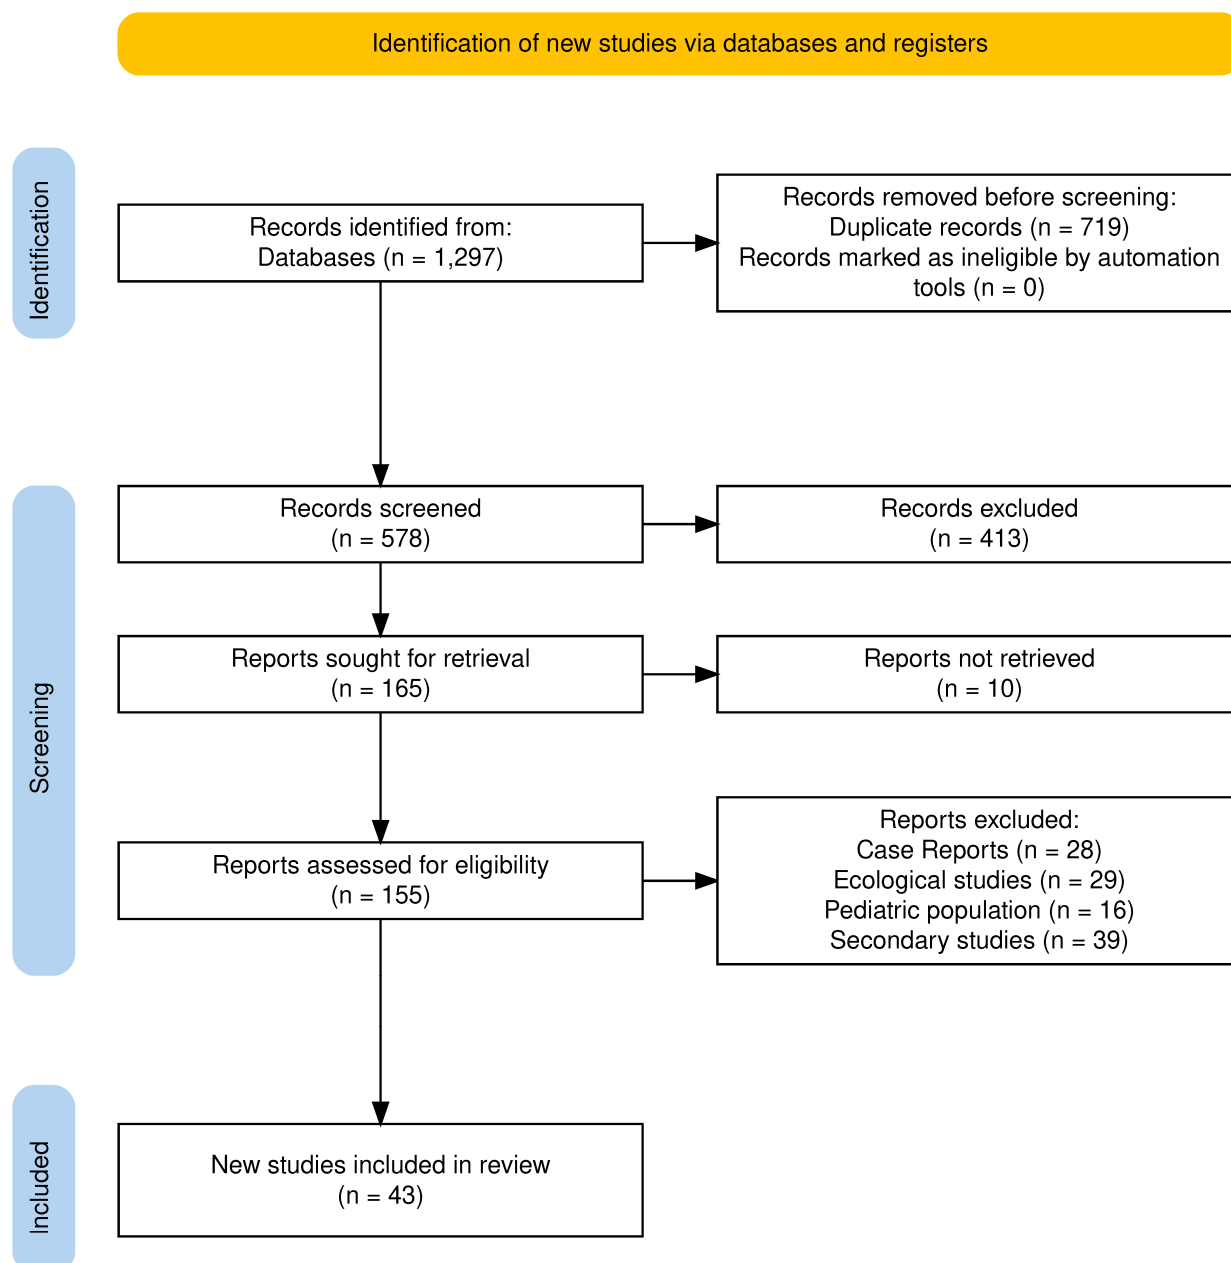 Identification of new studies via databases and registers
Identification
Records identified from:
Databases (n = 1,297)
Records removed before screening:
Duplicate records (n = 719)
Records marked as ineligible by automation
tools (n = 0)
Screening
Records screened
(n = 578)
Records excluded
(n = 413)
Reports sought for retrieval
(n = 165)
Reports not retrieved
(n = 10)
Reports assessed for eligibility
(n = 155)
Reports excluded:
Case Reports (n = 28)
Ecological studies (n = 29)
Pediatric population (n = 16)
Secondary studies (n = 39)
Included
New studies included in review
(n = 43)